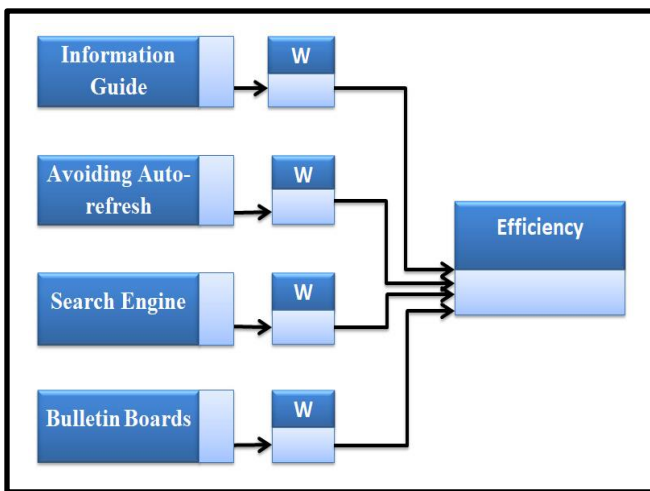 Information
Guide
W
Avoiding Auto-
refresh
W
Efficiency
Search Engine
W
Bulletin Boards
W